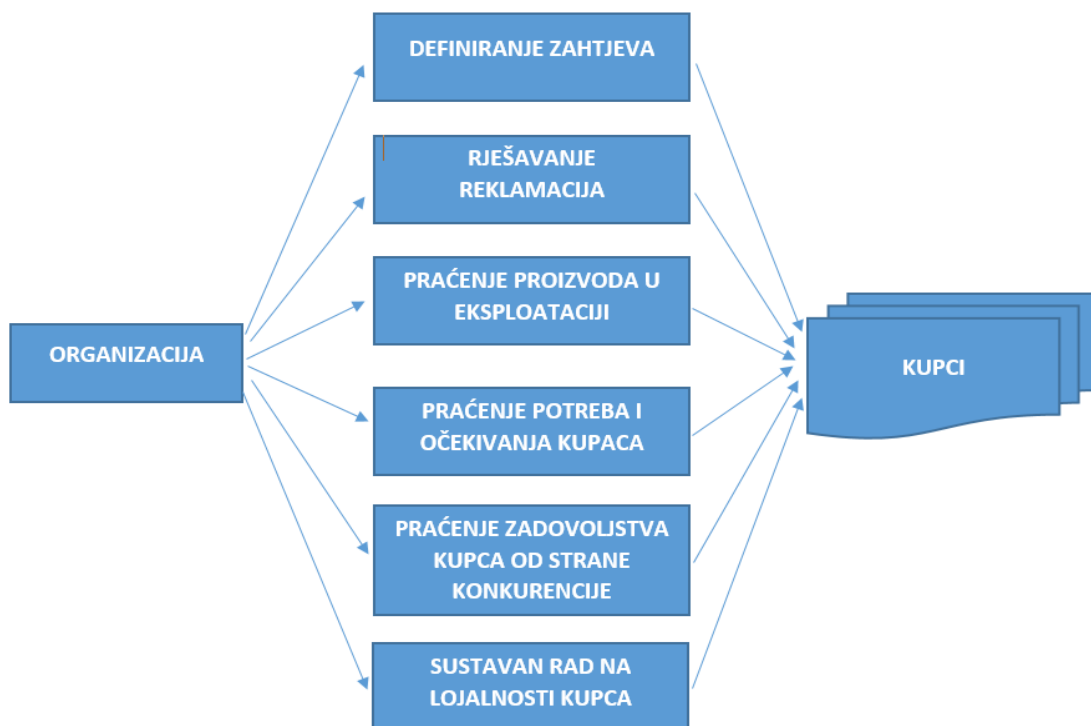 DEFINIRANJE ZAHTJEVA
RJEŠAVANJE
REKLAMACIJA
PRAĆENJE PROIZVODA U
EKSPLOATACIJI
ORGANIZACIJA
KUPCI
PRAĆENJE POTREBA I
OČEKIVANJA KUPACA
PRAĆENJE ZADOVOLJSTVA
KUPCA OD STRANE
KONKURENCIJE
SUSTAVAN RAD NA
LOJALNOSTI KUPCA